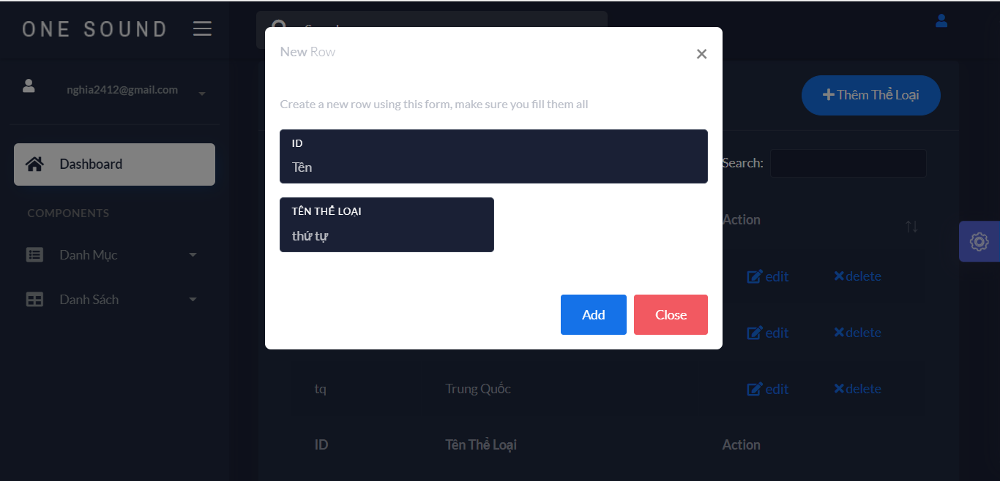 ONE SOUND
nghia2412@gmail.com
Dashboard
COMPONENTS
Danh Mục
Danh Sách
New Row
×
Create a new row using this form, make sure you fill them all
ID
Tên
TÊN THỂ LOẠI
thứ tự
Add
Close
Thêm Thể Loại
Search:
Action
edit
delete
edit
delete
tq
Trung Quốc
edit
delete
ID
Tên Thể Loại
Action